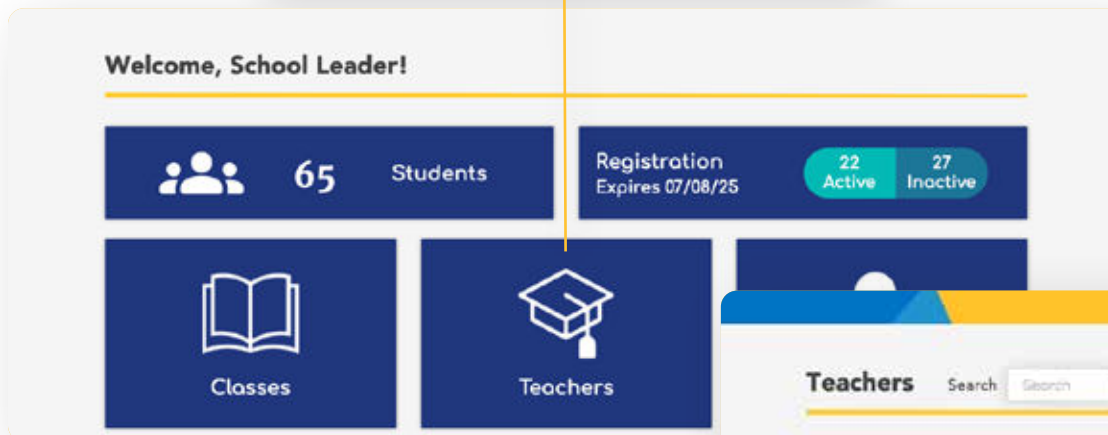 Welcome, School Leader!
65 Students
Registration
Expires 07/08/25
22 Active
27 Inactive
Classes
Teachers
Teachers Search Search